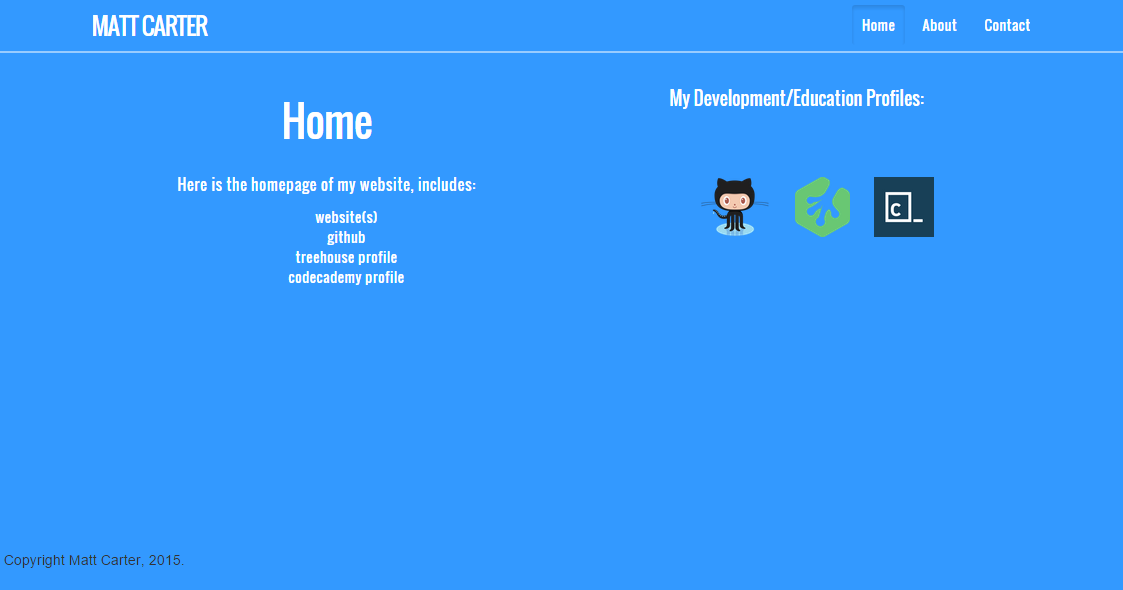 MATT CARTER
Home About Contact
Home
Here is the homepage of my website, includes:
website(s)
github
treehouse profile
codecademy profile
My Development/Education Profiles:
c_
Copyright Matt Carter, 2015.